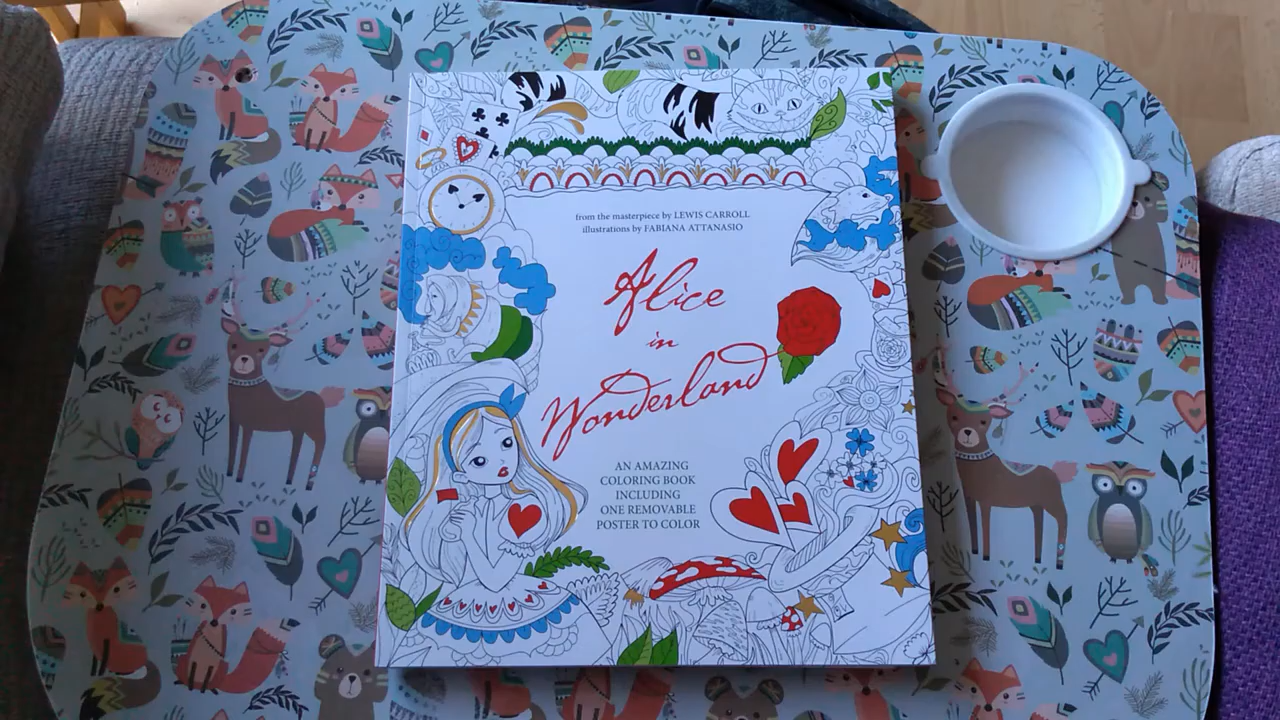 from the masterpiece by LEWIS CARROLL
illustrations by FABIANA ATTANASIO
Alice
in
Wonderland
AN AMAZING
COLORING BOOK
INCLUDING
ONE REMOVABLE
POSTER TO COLOR